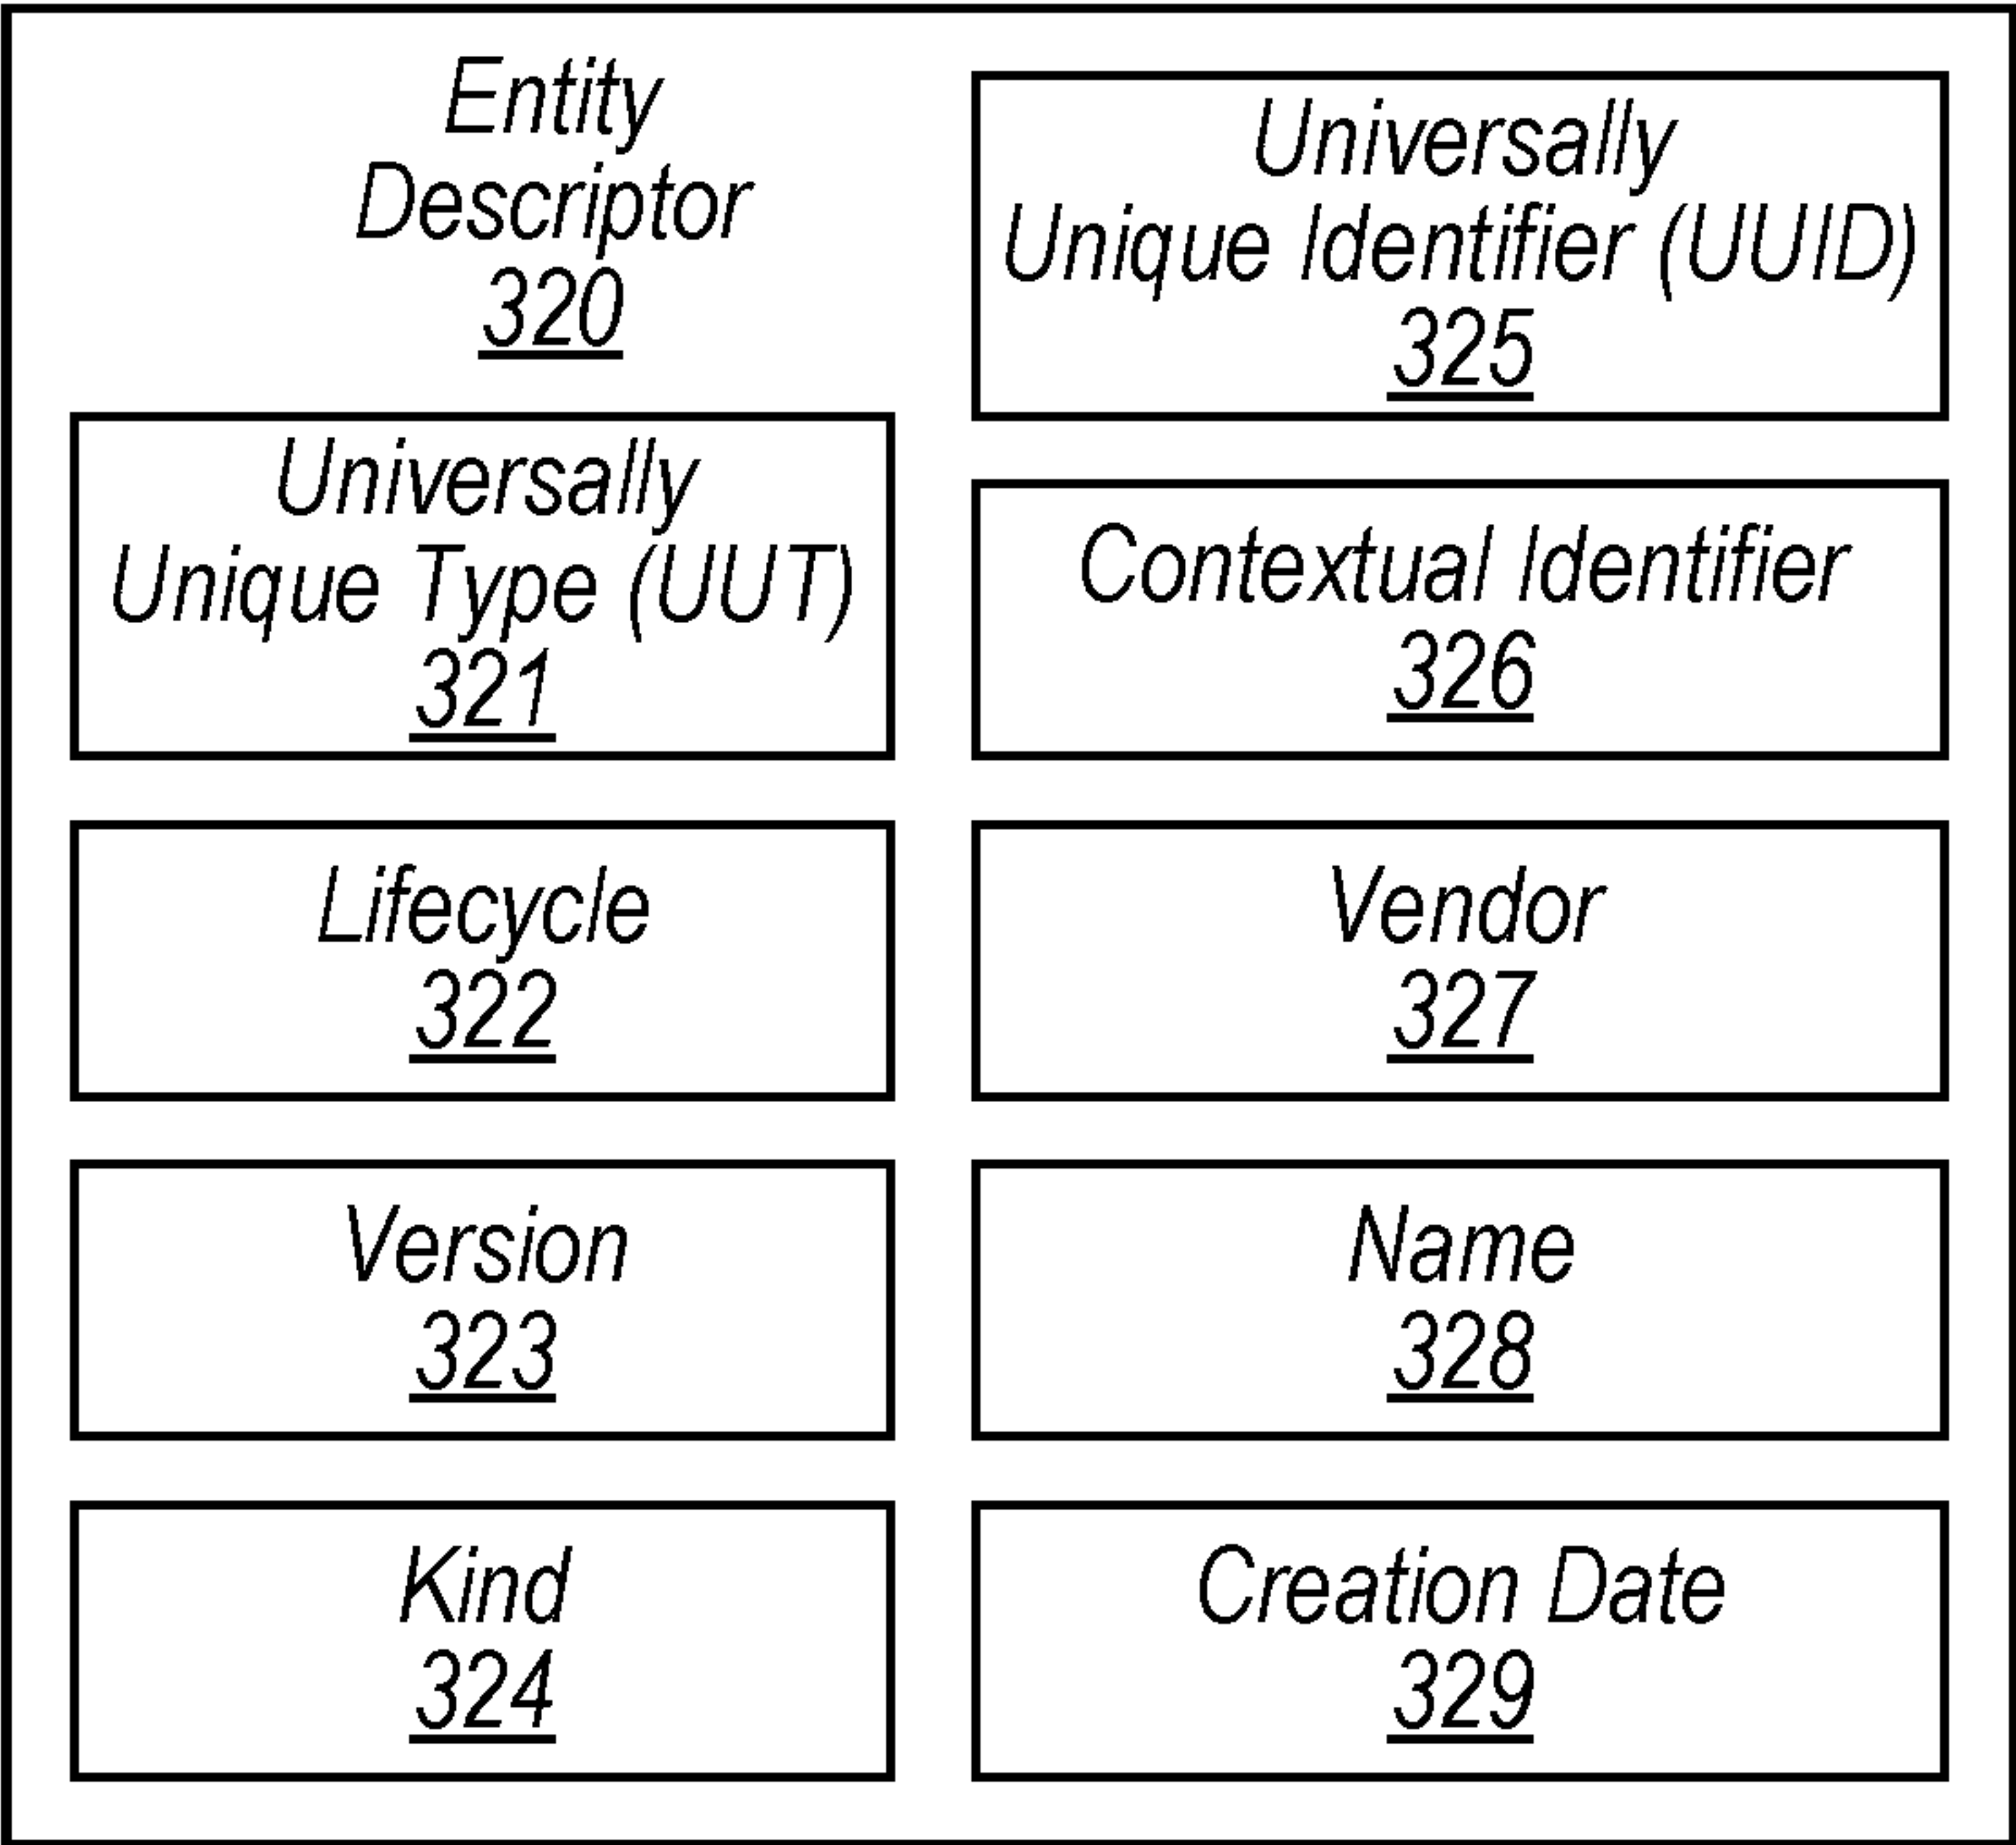 Entity
Descriptor
320
Universally
Unique Type (UUT)
321
Lifecycle
322
Version
323
Kind
324
Universally
Unique Identifier (UUID)
325
Contextual Identifier
326
Vendor
327
Name
328
Creation Date
329